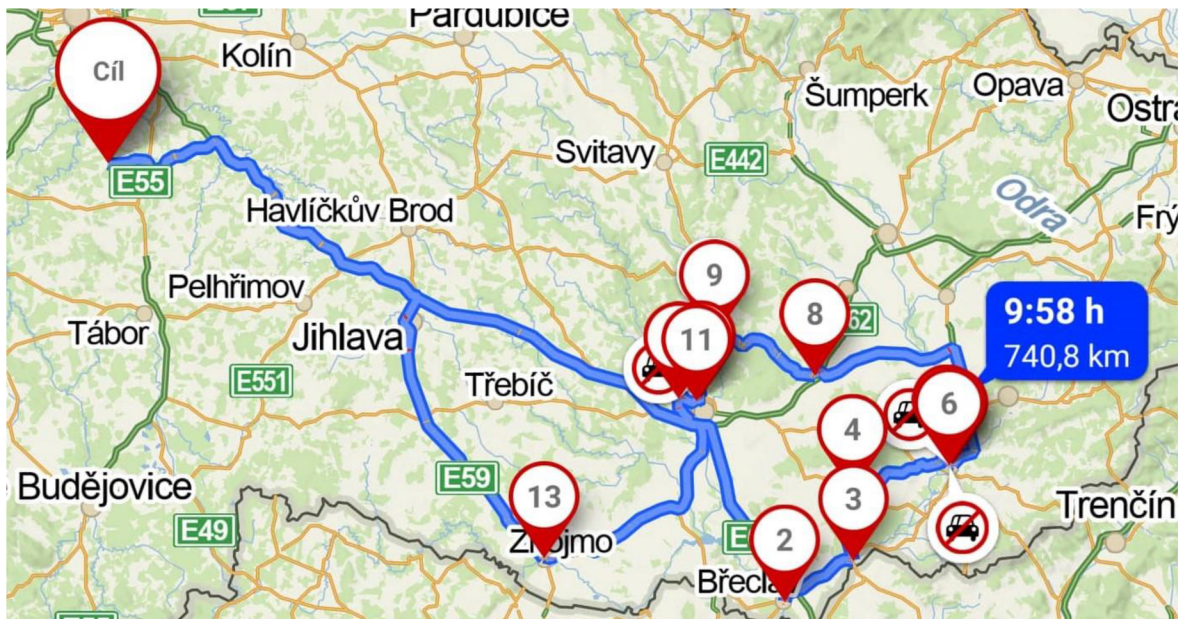 Pardubice
Kolín
Cíl
Opava
Šumperk
Ostra
Svitavy
E442
E55
Odra
Havlíčkův Brod
Frý
9
Pelhřimov
8
62
9:58 h
740,8 km
Tábor
Jihlava
11
E551
Třebíč
6
4
Budějovice
E59
13
3
Trenčín
E49
Znojmo
2
Břeclav